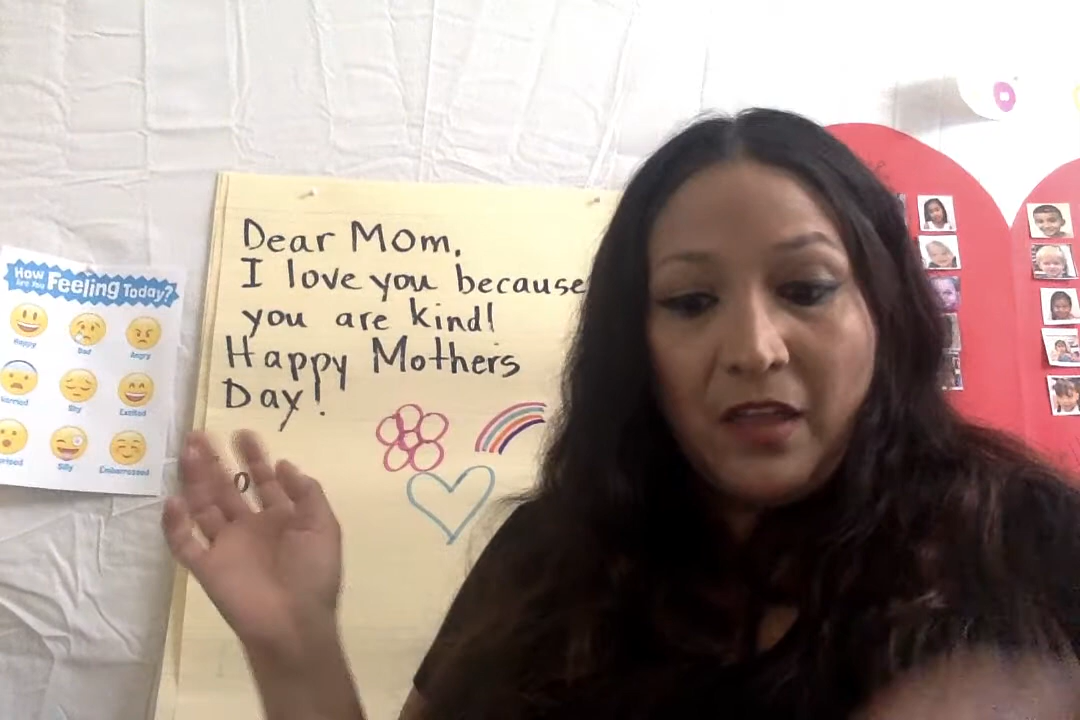 How
Are You
Feeling Today?
Happy
Sad
Angry
Worried
Shy
Excited
Silly
Embarrassed
Dear Mom,
I love you because
you are kind!
Happy Mothers
Day!